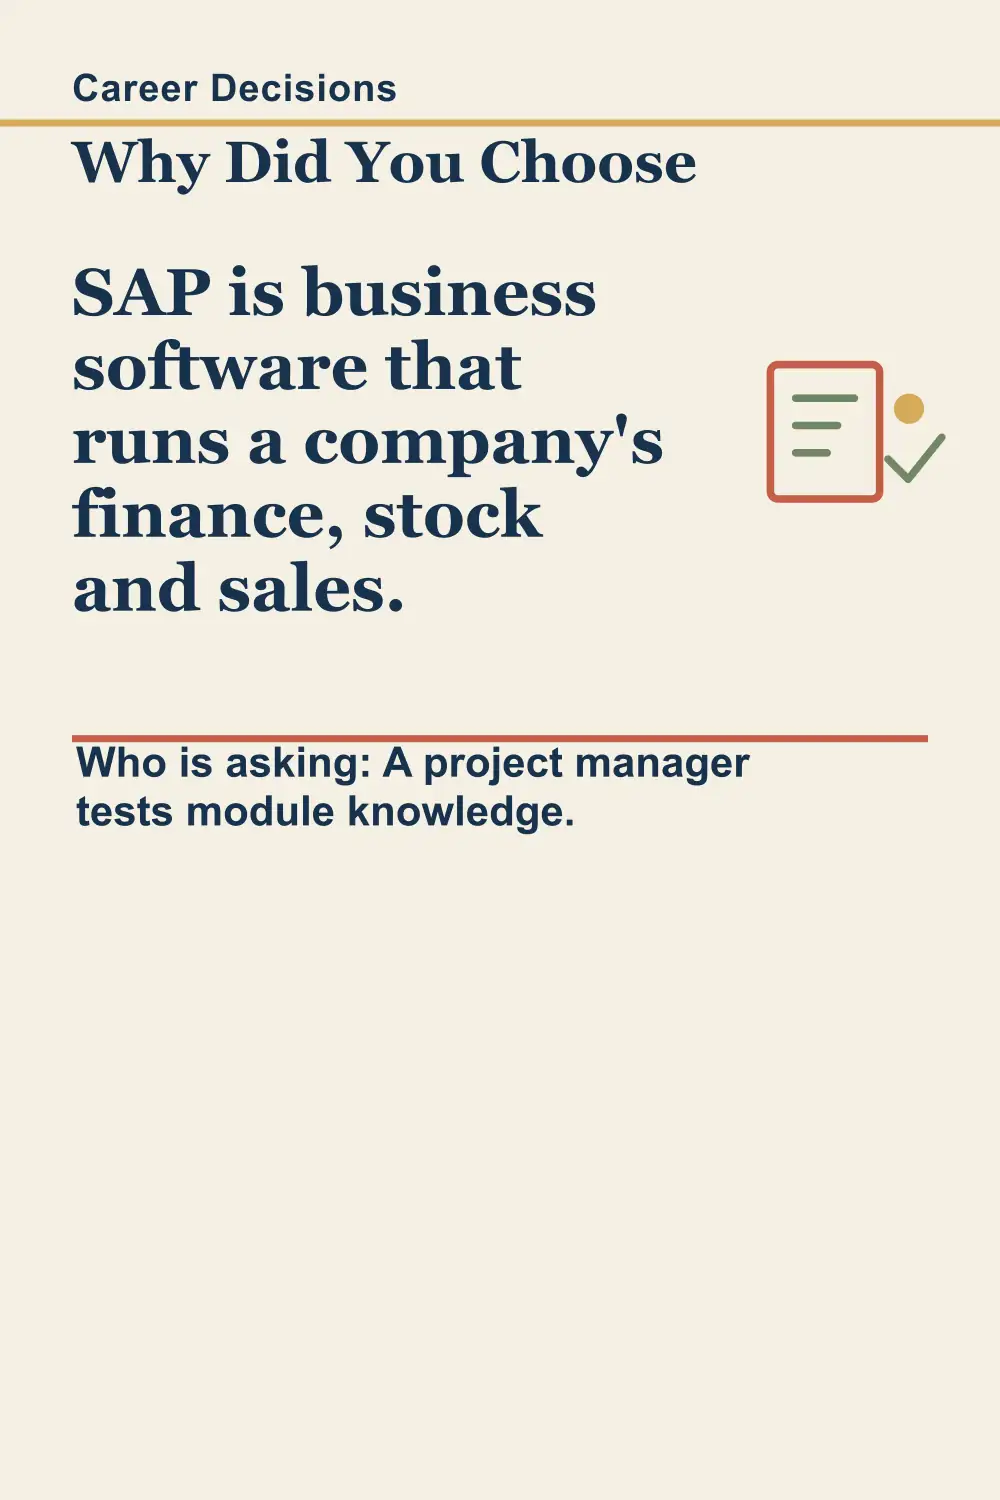 Career Decisions
Why Did You Choose
SAP is business
software that
runs a company's
finance, stock
and sales.
Who is asking: A project manager
tests module knowledge.